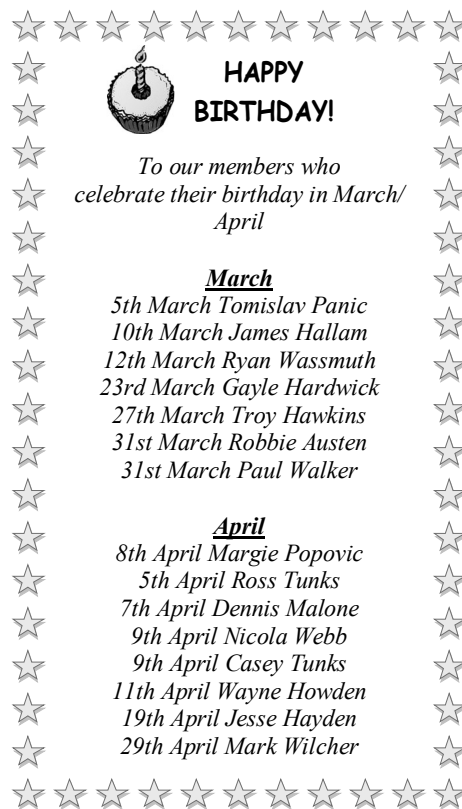 HAPPY
BIRTHDAY!
To our members who
celebrate their birthday in March/
April
March
5th March Tomislav Panic
10th March James Hallam
12th March Ryan Wassmuth
23rd March Gayle Hardwick
27th March Troy Hawkins
31st March Robbie Austen
31st March Paul Walker
April
8th April Margie Popovic
5th April Ross Tunks
7th April Dennis Malone
9th April Nicola Webb
9th April Casey Tunks
11th April Wayne Howden
19th April Jesse Hayden
29th April Mark Wilcher